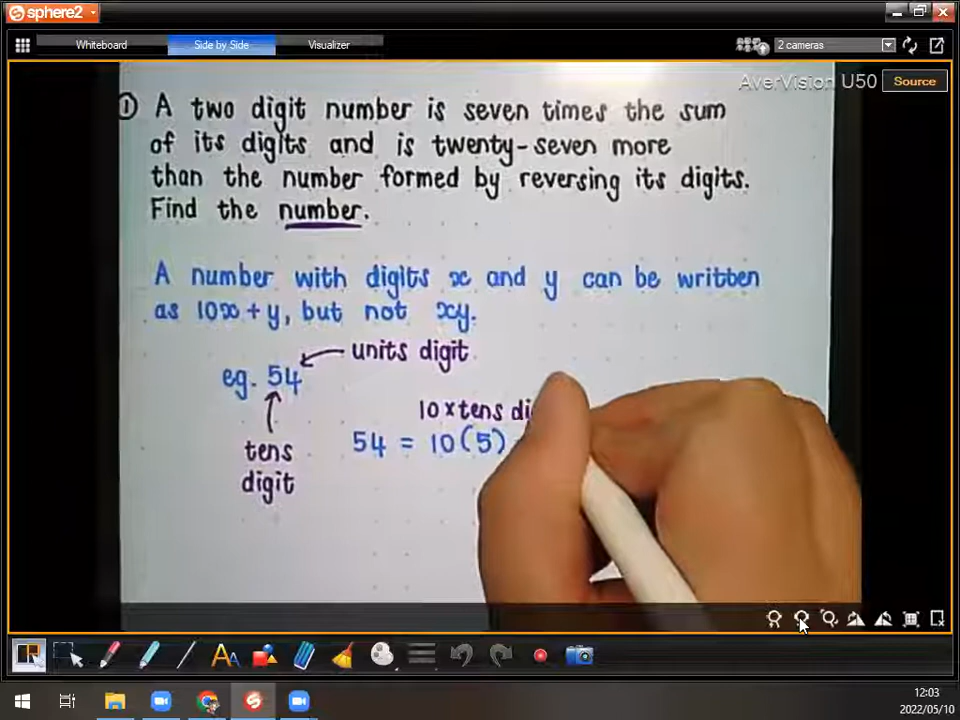 sphere2
Whiteboard
Side by Side
Visualizer
2 cameras
AverVision U50
Source
① A two digit number is seven times the sum
of its digits and is twenty-seven more
than the number formed by reversing its digits.
Find the number.
A number with digits x and y can be written
as 10x + y, but not xy.
units digit
eg. 54
10 x tens di
54 = 10(5)
tens
digit
12:03
2022/05/10